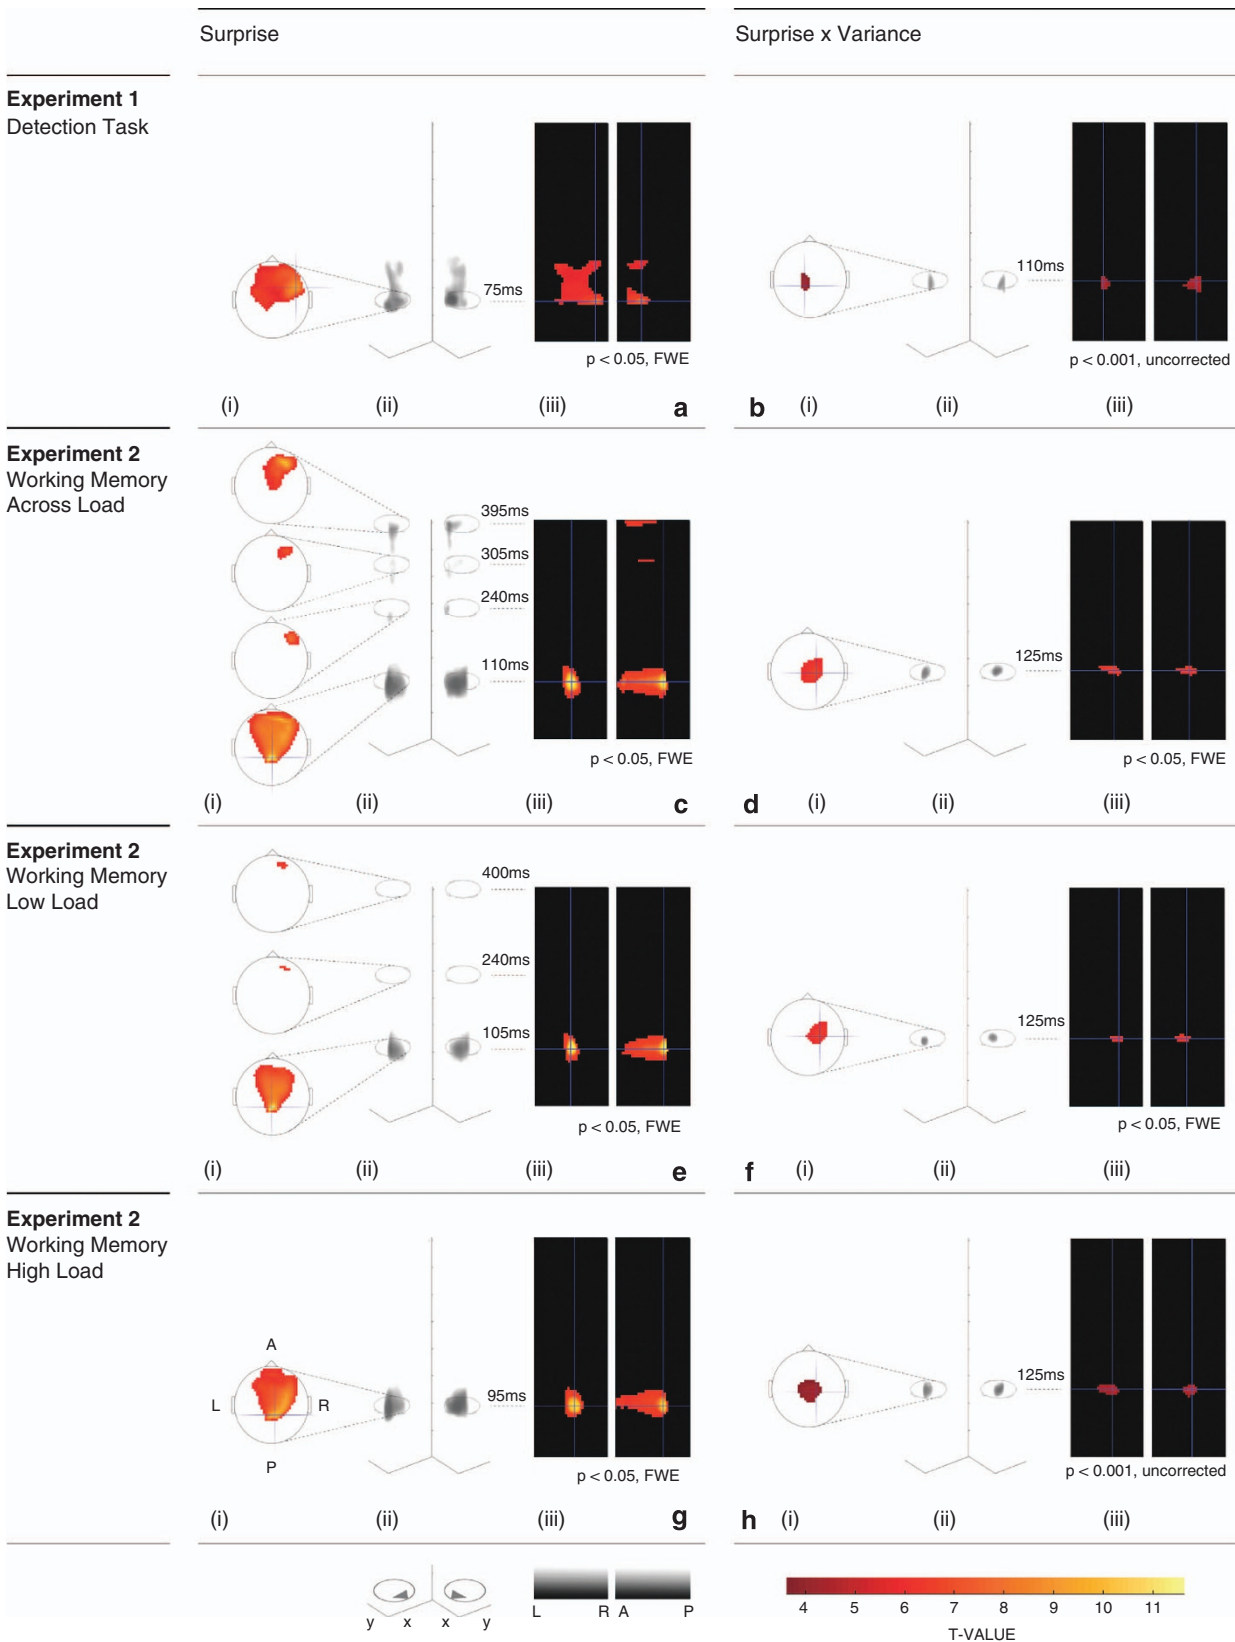 Surprise
Surprise x Variance
Experiment 1
Detection Task
75ms
p < 0.05, FWE
(i) (ii) (iii) a
110ms
p < 0.001, uncorrected
b (i) (ii) (iii)
Experiment 2
Working Memory
Across Load
395ms
305ms
240ms
110ms
p < 0.05, FWE
(i) (ii) (iii) c
125ms
p < 0.05, FWE
d (i) (ii) (iii)
Experiment 2
Working Memory
Low Load
400ms
240ms
105ms
p < 0.05, FWE
(i) (ii) (iii) e
125ms
p < 0.05, FWE
f (i) (ii) (iii)
Experiment 2
Working Memory
High Load
A
L R
P
95ms
p < 0.05, FWE
(i) (ii) (iii) g
125ms
p < 0.001, uncorrected
h (i) (ii) (iii)
y x x y
L R A P
4 5 6 7 8 9 10 11
T-VALUE